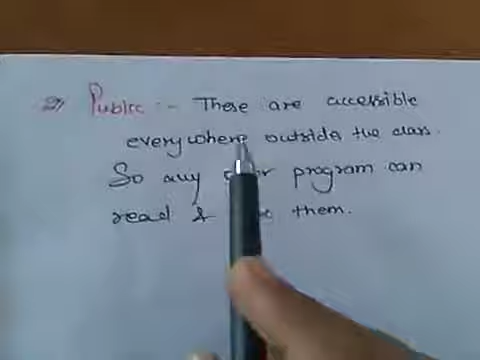 2) Public :- These are accessible
everywhere outside the class.
So any program can
read & them.